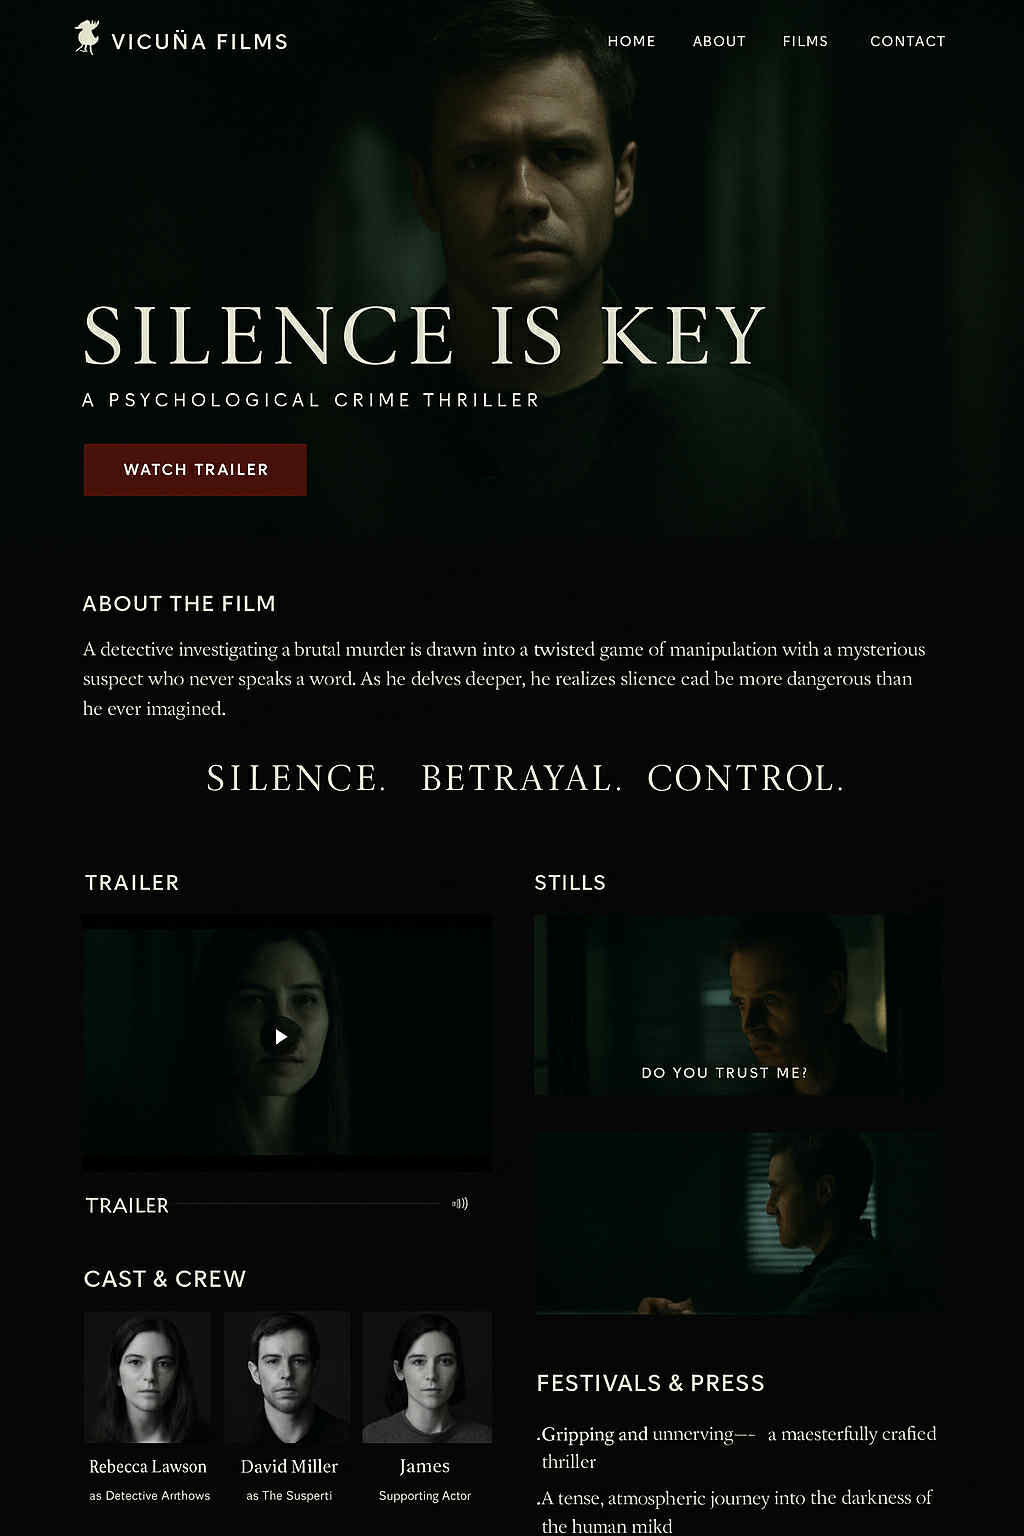 VICUÑA FILMS
HOME ABOUT FILMS CONTACT
SILENCE IS KEY
A PSYCHOLOGICAL CRIME THRILLER
WATCH TRAILER
ABOUT THE FILM
A detective investigating a brutal murder is drawn into a twisted game of manipulation with a mysterious
suspect who never speaks a word. As he delves deeper, he realizes slience cad be more dangerous than
he ever imagined.
SILENCE. BETRAYAL. CONTROL.
TRAILER
TRAILER
CAST & CREW
Rebecca Lawson
as Detective Arrthows
David Miller
as The Susperti
James
Supporting Actor
STILLS
DO YOU TRUST ME?
FESTIVALS & PRESS
.Gripping and unnerving—- a maesterfully crafied
thriller
.A tense, atmospheric journey into the darkness of
the human mikd